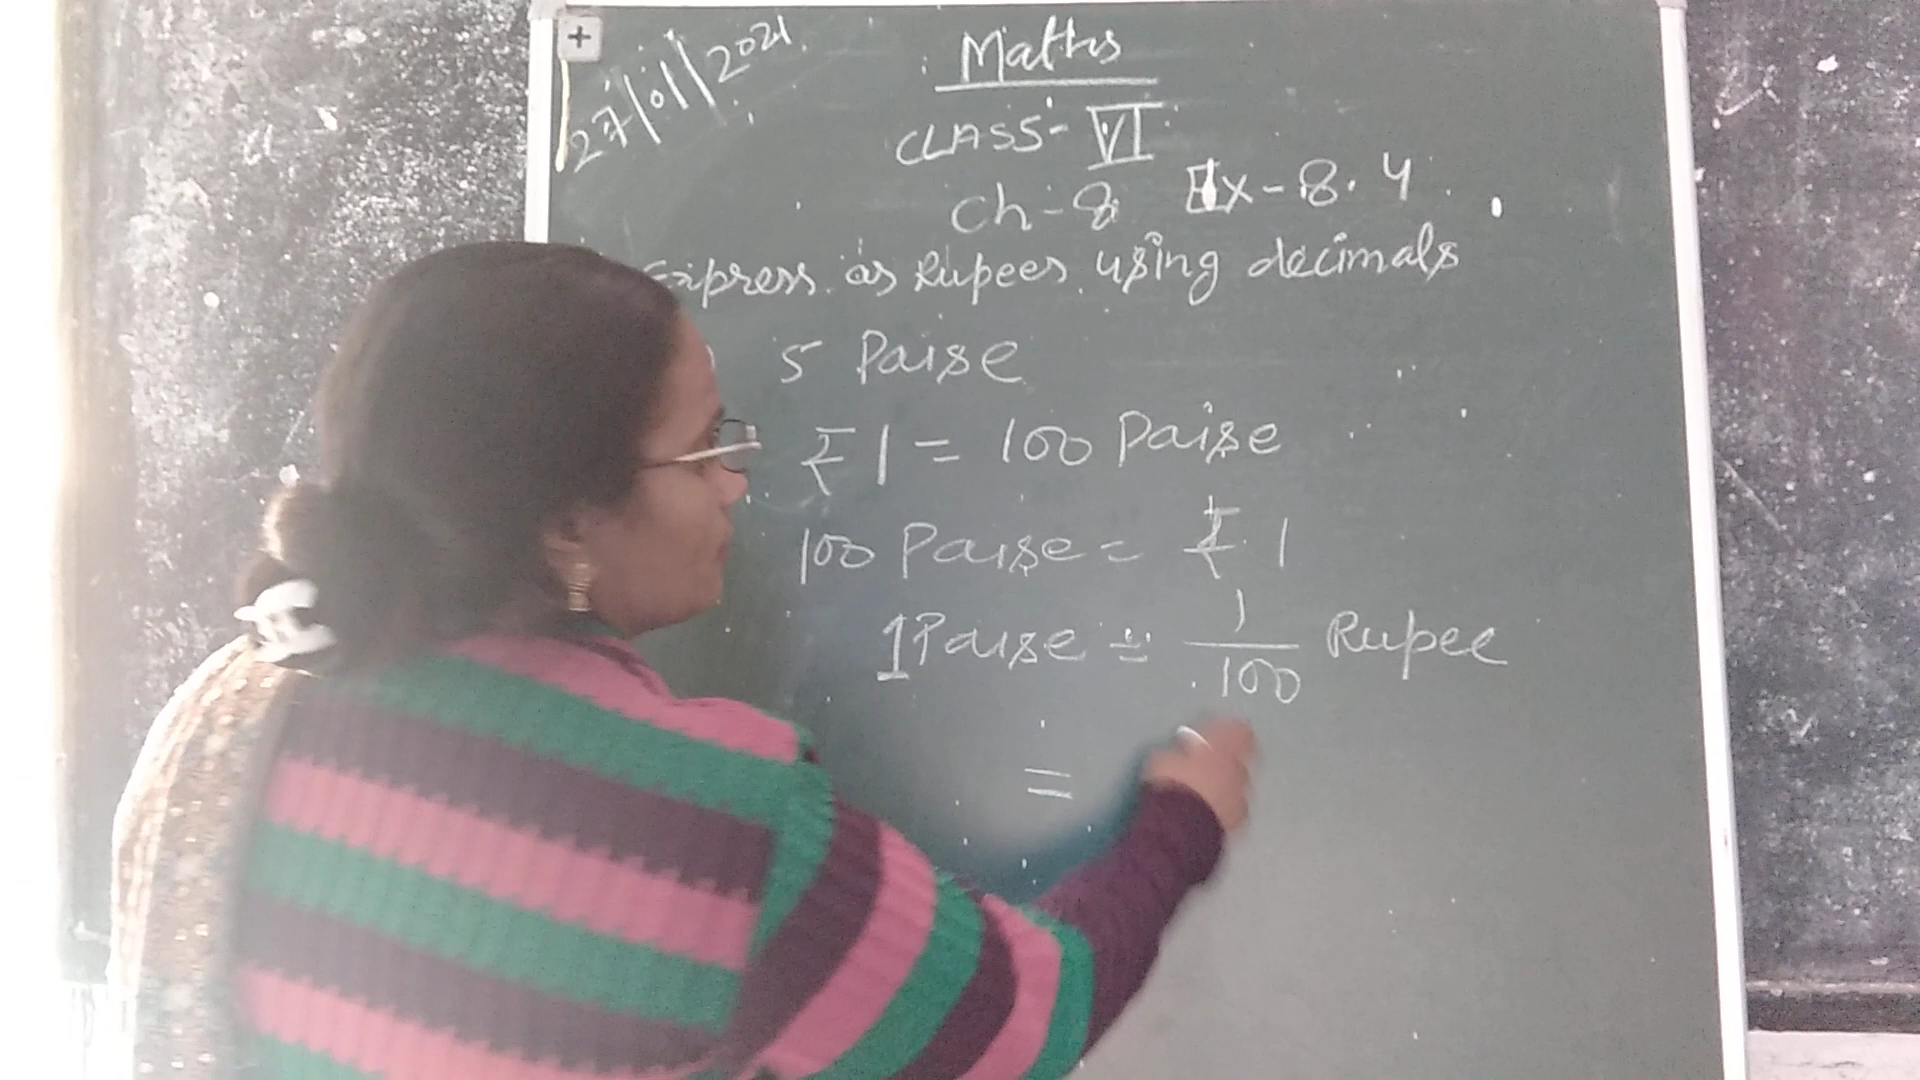 27/01/2021
Maths
CLASS- VI
Ch-8 Ex-8.4
Express as Rupees using decimals
5 Paise
₹1 = 100 Paise
100 Paise = ₹ 1
1 Paise = 1/100 Rupee
=